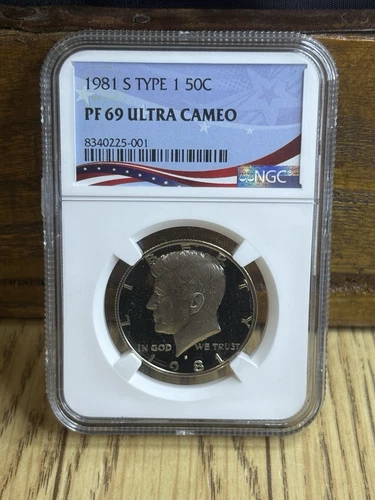 1981 S TYPE 1 50C
PF 69 ULTRA CAMEO
8340225-001
NGC
LIBERTY
IN GOD WE TRUST
1981